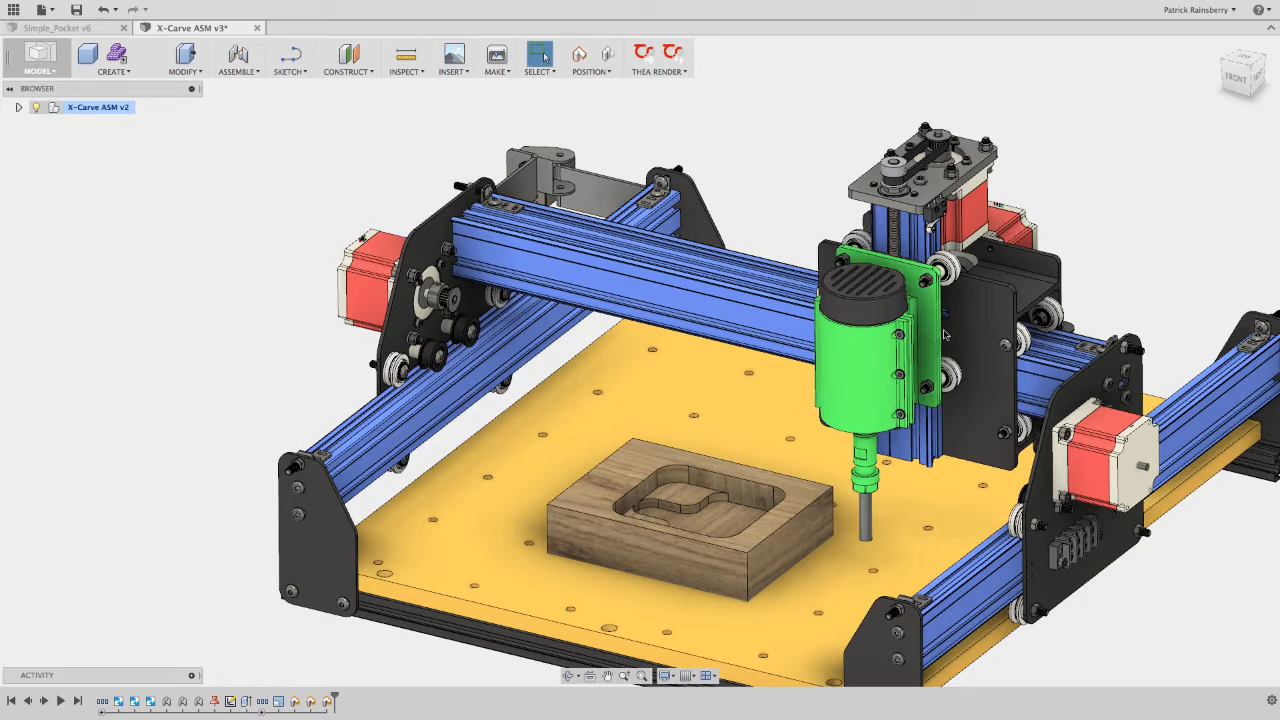 Patrick Rainsberry
SImple_Pocket v6
X-Carve ASM v3*
MODEL
CREATE
MODIFY
ASSEMBLE
SKETCH
CONSTRUCT
INSPECT
INSERT
MAKE
SELECT
POSITION
THEA RENDER
BROWSER
X-Carve ASM v2
FRONT
ACTIVITY